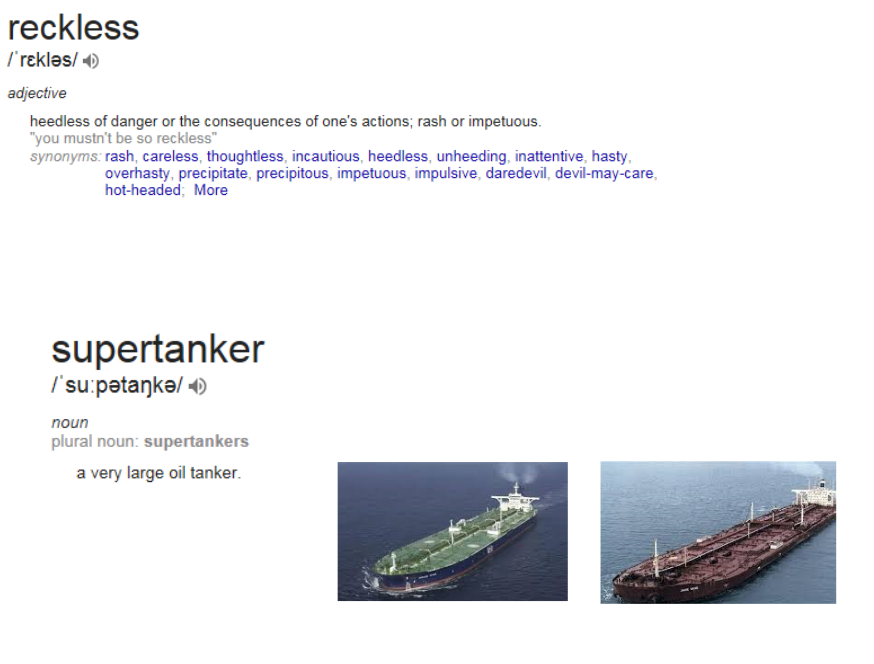 reckless
/ˈrɛkləs/
adjective
heedless of danger or the consequences of one's actions; rash or impetuous.
"you mustn't be so reckless"
synonyms: rash, careless, thoughtless, incautious, heedless, unheeding, inattentive, hasty,
overhasty, precipitate, precipitous, impetuous, impulsive, daredevil, devil-may-care,
hot-headed; More
supertanker
/ˈsuːpətaŋkə/
noun
plural noun: supertankers
a very large oil tanker.